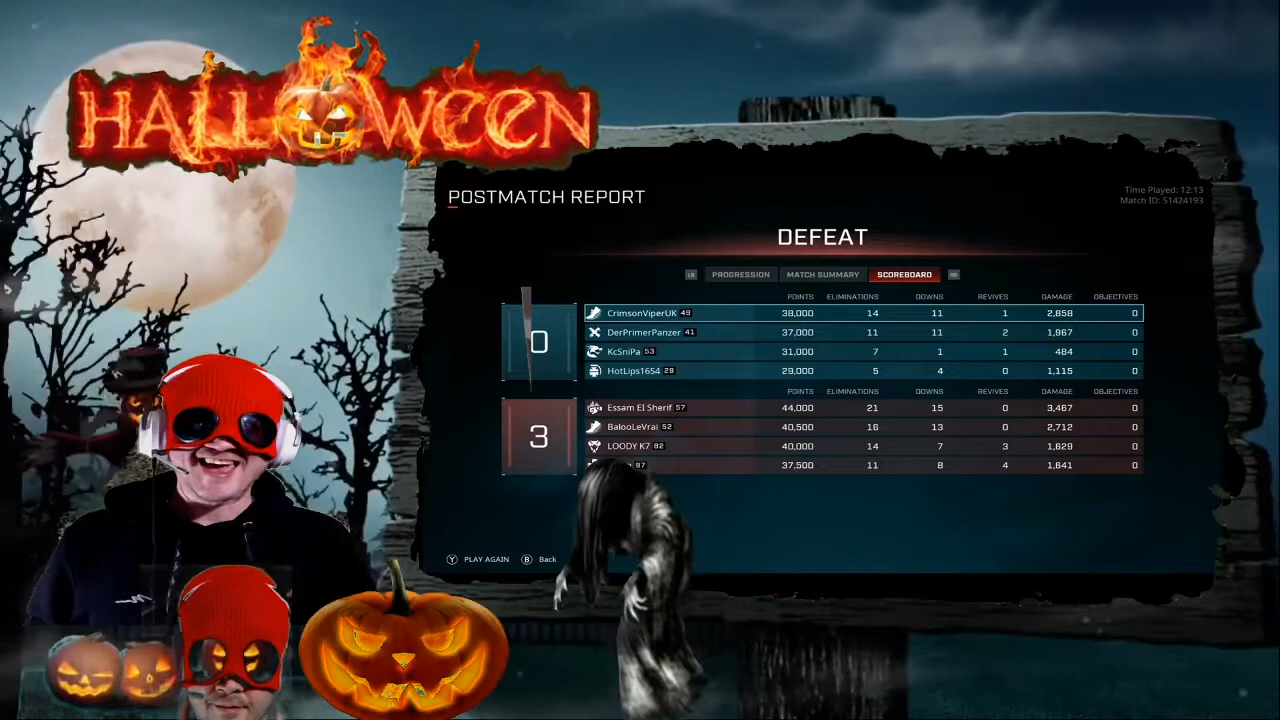 HALLOWEEN
POSTMATCH REPORT
Time Played: 12:13
Match ID: 51424193
DEFEAT
LB PROGRESSION MATCH SUMMARY SCOREBOARD RB
POINTS ELIMINATIONS DOWNS REVIVES DAMAGE OBJECTIVES
0
CrimsonViperUK 49 38,000 14 11 1 2,858 0
DerPrimerPanzer 41 37,000 11 11 2 1,967 0
KcSniPa 53 31,000 7 1 1 484 0
HotLips1654 29 29,000 5 4 0 1,115 0
POINTS ELIMINATIONS DOWNS REVIVES DAMAGE OBJECTIVES
3
Essam El Sherif 57 44,000 21 15 0 3,467 0
BalooLeVrai 52 40,500 16 13 0 2,712 0
LOODY K7 82 40,000 14 7 3 1,629 0
97 37,500 11 8 4 1,641 0
Y PLAY AGAIN B Back